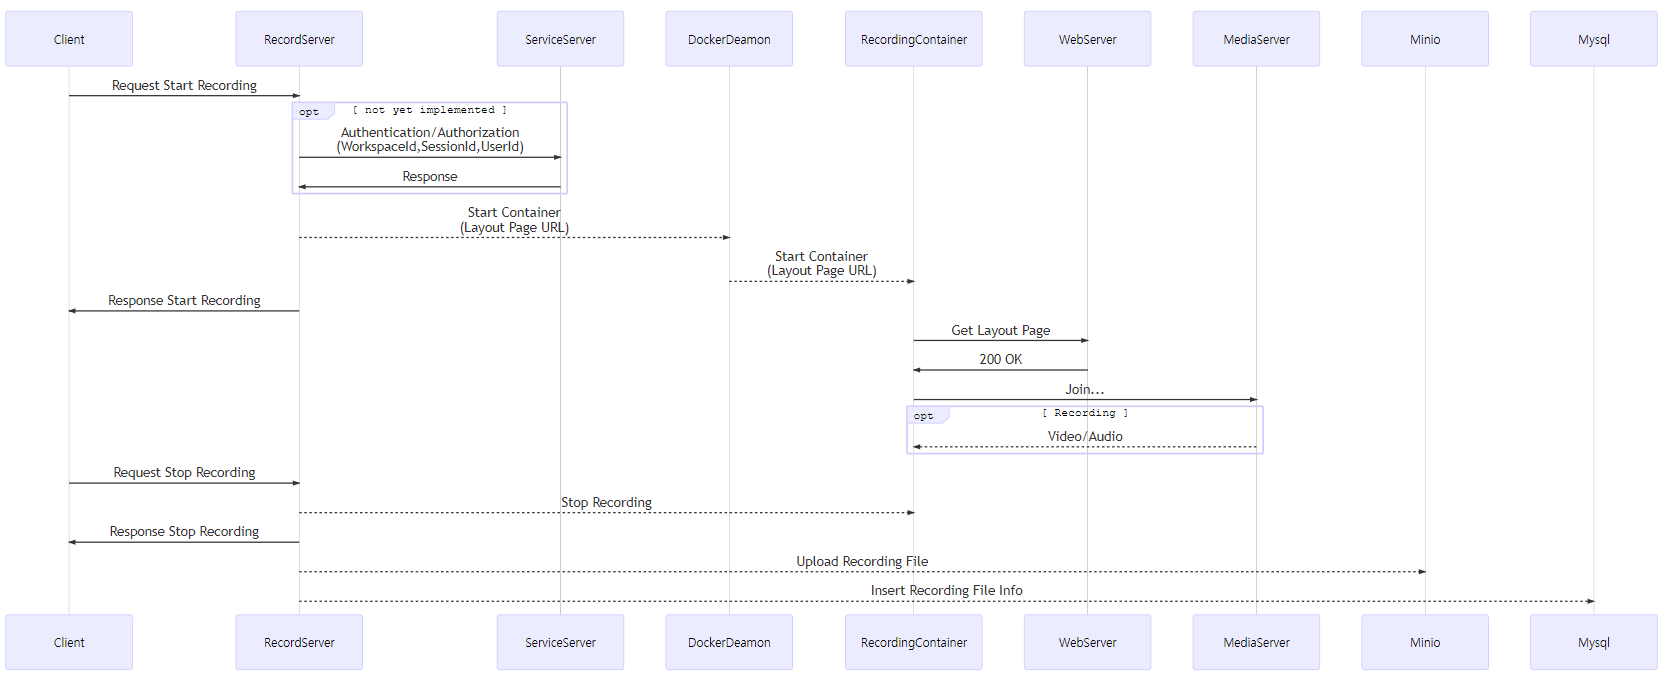 Client
RecordServer
ServiceServer
DockerDeamon
RecordingContainer
WebServer
MediaServer
Minio
Mysql
Request Start Recording
opt
[ not yet implemented ]
Authentication/Authorization
(WorkspaceId,SessionId,UserId)
Response
Start Container
(Layout Page URL)
Start Container
(Layout Page URL)
Response Start Recording
Get Layout Page
200 OK
Join...
opt
[ Recording ]
Video/Audio
Request Stop Recording
Stop Recording
Response Stop Recording
Upload Recording File
Insert Recording File Info
Client
RecordServer
ServiceServer
DockerDeamon
RecordingContainer
WebServer
MediaServer
Minio
Mysql